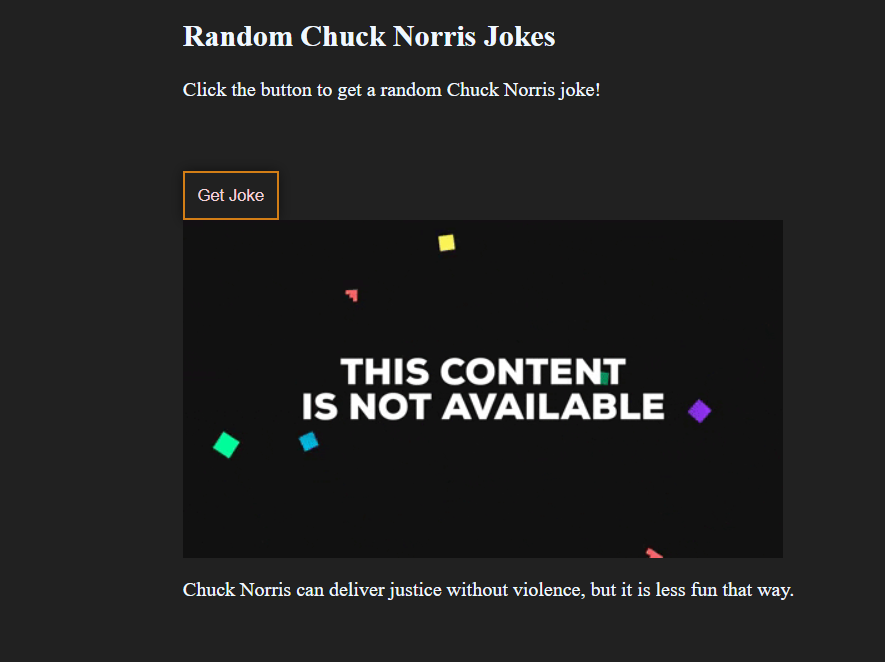 Random Chuck Norris Jokes
Click the button to get a random Chuck Norris joke!
Get Joke
THIS CONTENT
IS NOT AVAILABLE
Chuck Norris can deliver justice without violence, but it is less fun that way.